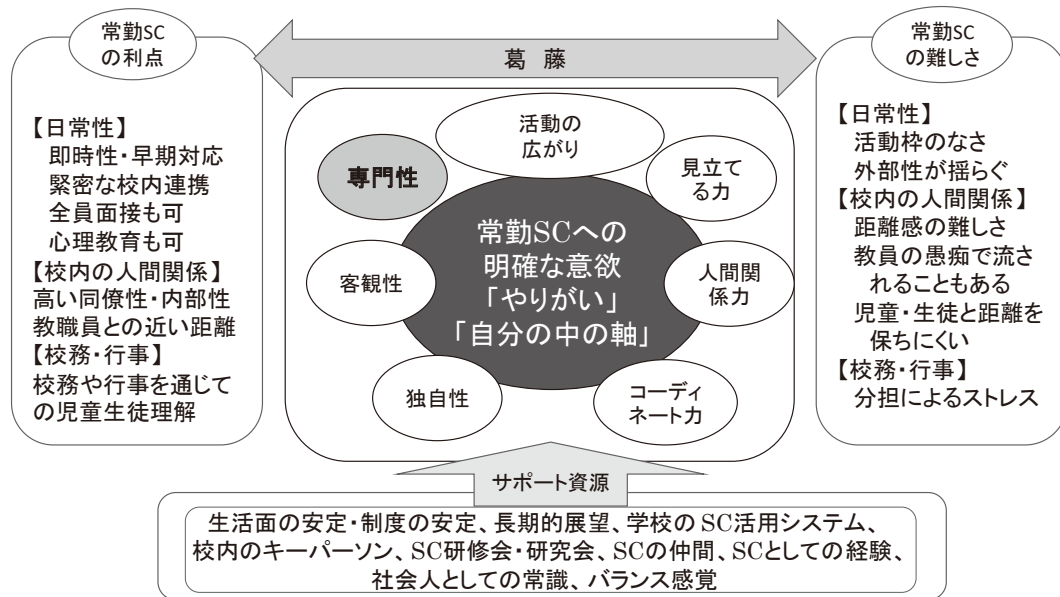 常勤SC
の利点
【日常性】
即時性・早期対応
緊密な校内連携
全員面接も可
心理教育も可
【校内の人間関係】
高い同僚性・内部性
教職員との近い距離
【校務・行事】
校務や行事を通じて
の児童生徒理解
葛 藤
活動の
広がり
専門性
見立て
る力
客観性
常勤SCへの
明確な意欲
「やりがい」
「自分の中の軸」
人間関
係力
独自性
コーディ
ネート力
常勤SC
の難しさ
【日常性】
活動枠のなさ
外部性が揺らぐ
【校内の人間関係】
距離感の難しさ
教員の愚痴で流さ
れることもある
児童・生徒と距離を
保ちにくい
【校務・行事】
分担によるストレス
サポート資源
生活面の安定・制度の安定、長期的展望、学校のSC活用システム、
校内のキーパーソン、SC研修会・研究会、SCの仲間、SCとしての経験、
社会人としての常識、バランス感覚